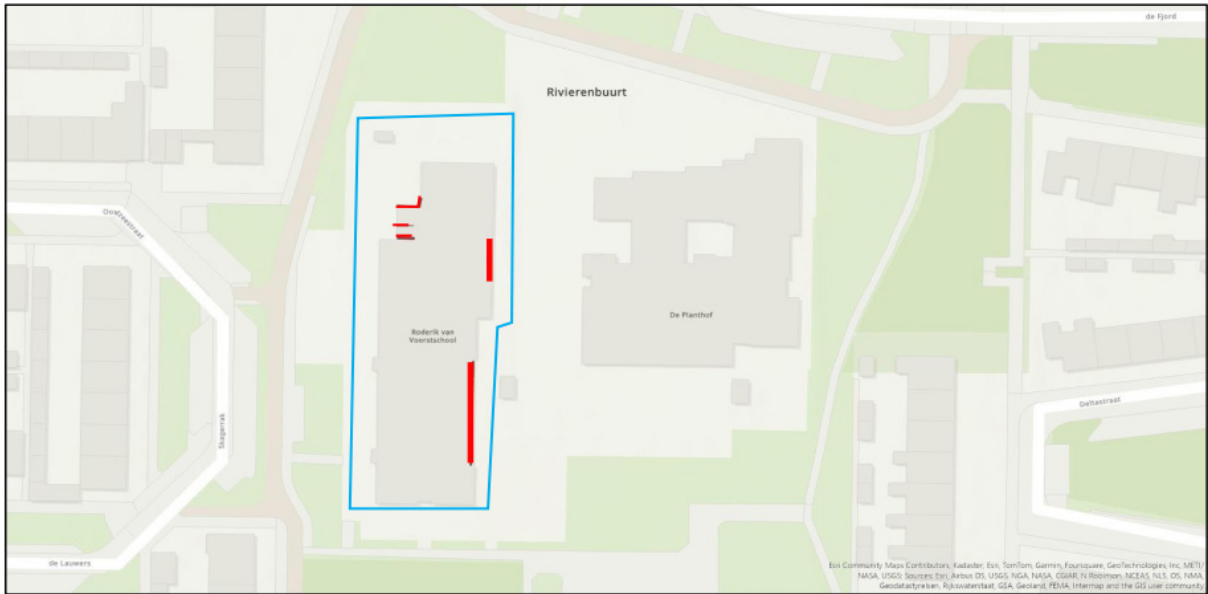 de Fjord
Rivierenbuurt
Oostzeestraat
De Planthof
Roderik van
Voerstschool
Deltastraat
Skagerrak
de Lauwers
Esri Community Maps Contributors, Kadaster, Esri, TomTom, Garmin, Foursquare, GeoTechnologies, Inc, METI/
NASA, USGS; Sources: Esri, Airbus DS, USGS, NGA, NASA, CGIAR, N Robinson, NCEAS, NLS, OS, NMA,
Geodatastyrelsen, Rijkswaterstaat, GSA, Geoland, FEMA, Intermap and the GIS user community